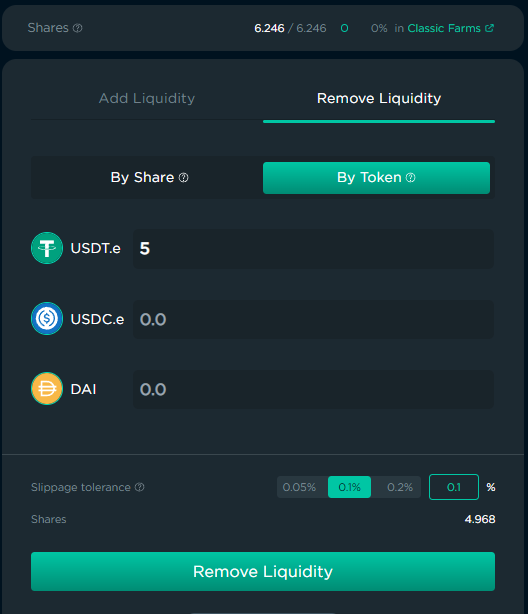 Shares 6.246 / 6.246 0 0% in Classic Farms
Add Liquidity Remove Liquidity
By Share By Token
USDT.e 5
USDC.e 0.0
DAI 0.0
Slippage tolerance 0.05% 0.1% 0.2% 0.1 %
Shares 4.968
Remove Liquidity